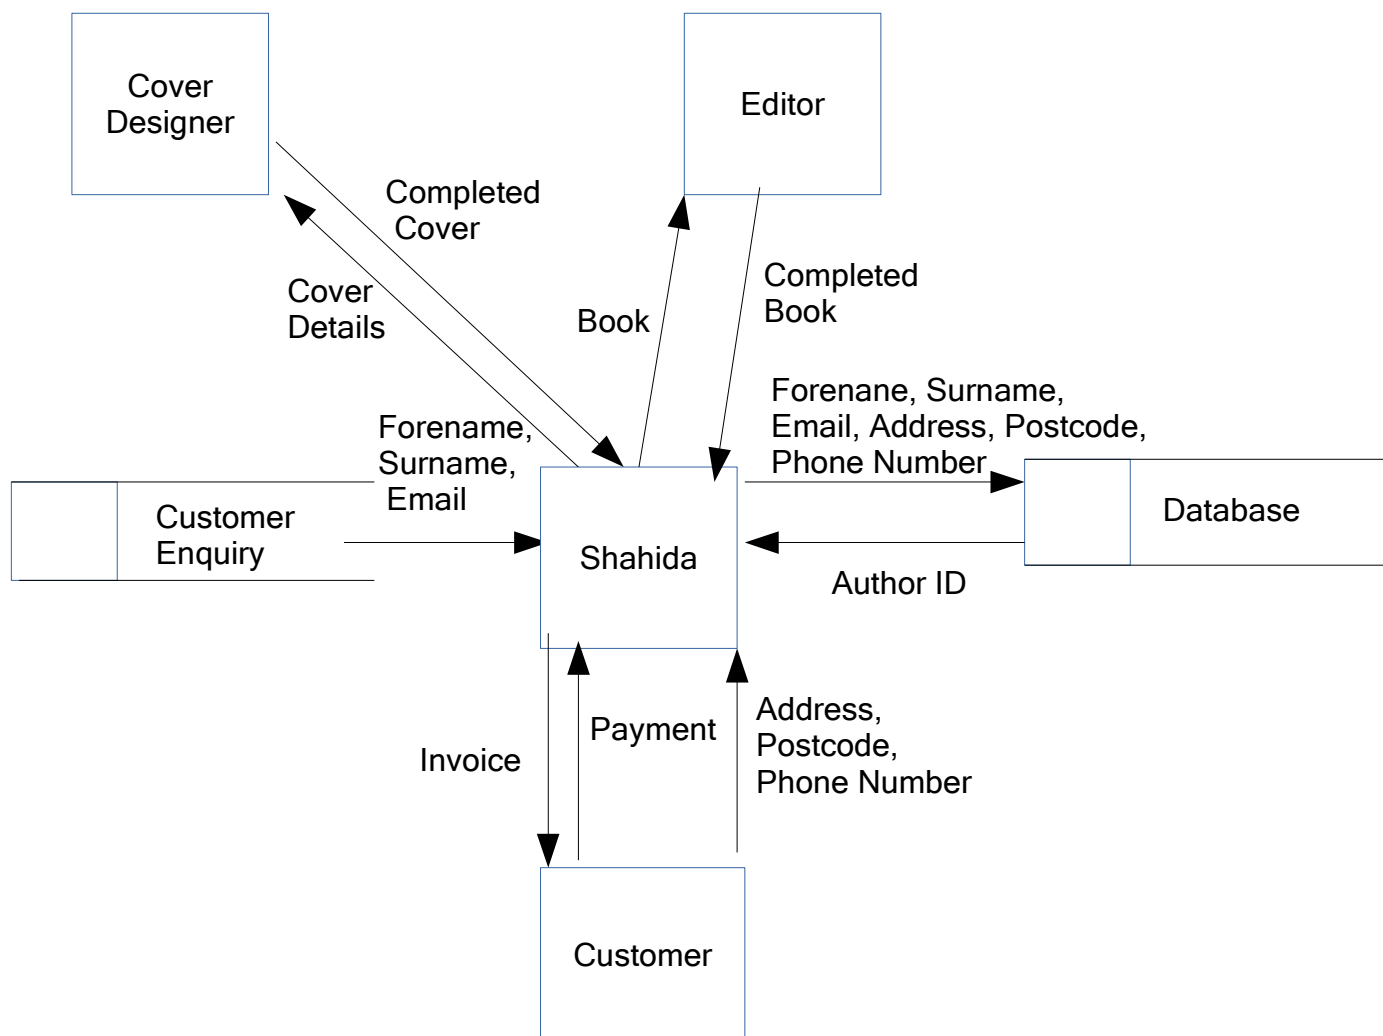 Cover
Designer
Editor
Completed
Cover
Cover
Details
Book
Completed
Book
Forename,
Surname,
Email
Forenane, Surname,
Email, Address, Postcode,
Phone Number
Customer
Enquiry
Shahida
Database
Author ID
Invoice
Payment
Address,
Postcode,
Phone Number
Customer